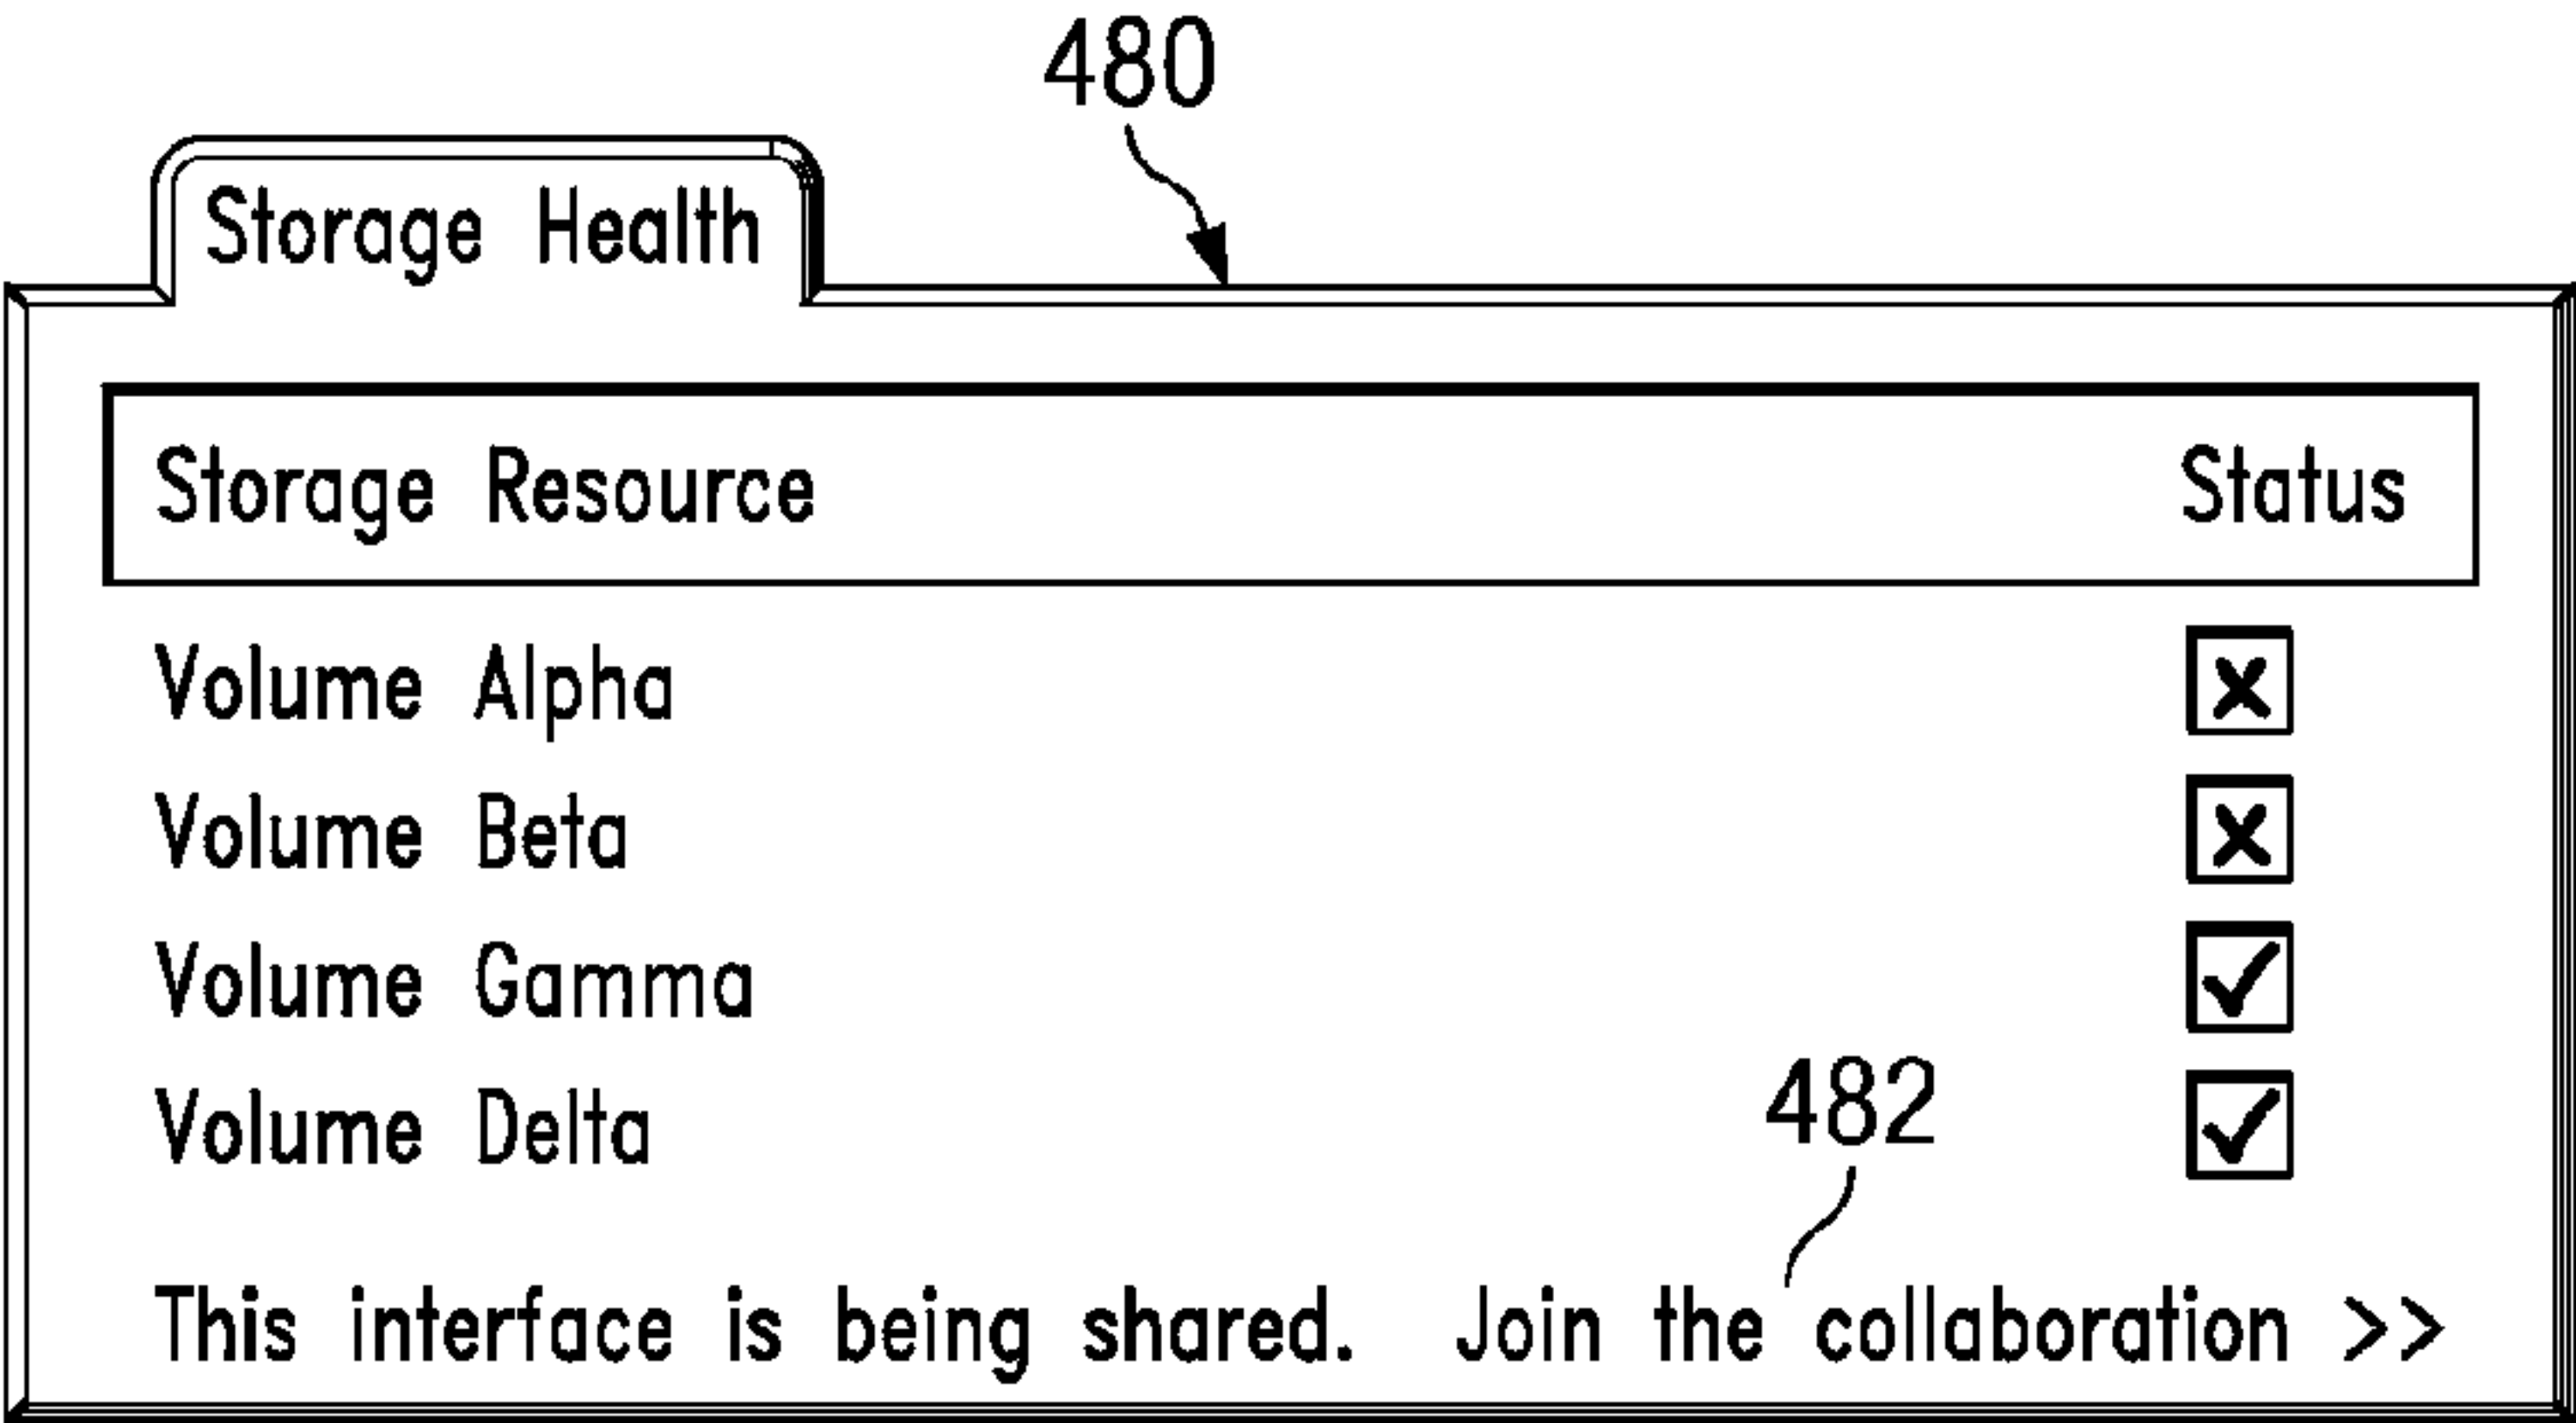 480
Storage Health
Storage Resource Status
Volume Alpha
Volume Beta
Volume Gamma
Volume Delta
482
This interface is being shared. Join the collaboration >>